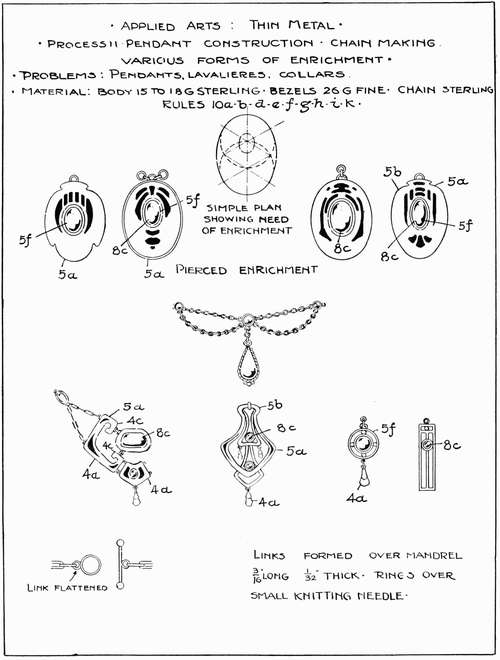 · APPLIED ARTS : THIN METAL ·
· PROCESS 11 · PENDANT CONSTRUCTION · CHAIN MAKING.
VARIOUS FORMS OF ENRICHMENT ·
· PROBLEMS : PENDANTS, LAVALIERES, COLLARS.
· MATERIAL: BODY 15 TO 18 G STERLING · BEZELS 26 G FINE · CHAIN STERLING
RULES 10a·b·d·e·f·g·h·i·k·
5f
5a
8c
5f
5a
SIMPLE PLAN
SHOWING NEED
OF ENRICHMENT
8c
5b
5a
5f
8c
PIERCED ENRICHMENT
5a
4c
8c
4c
4a
4a
5b
8c
5a
4a
5f
4a
8c
LINK FLATTENED
LINKS FORMED OVER MANDREL
3/16" LONG 1/32" THICK · RINGS OVER
SMALL KNITTING NEEDLE ·